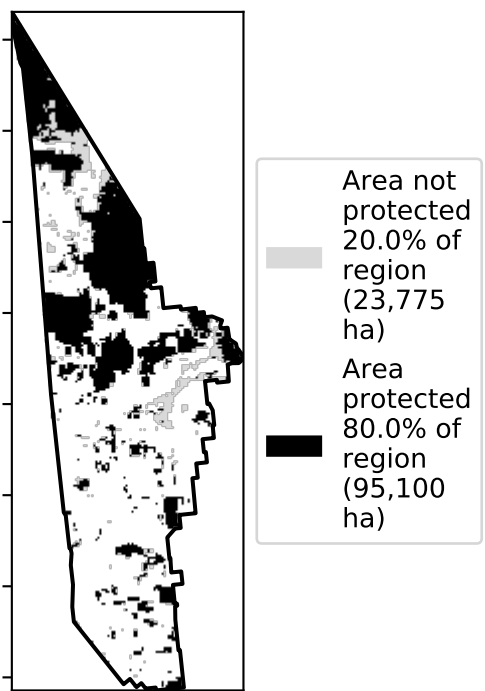 Area not
protected
20.0% of
region
(23,775
ha)
Area
protected
80.0% of
region
(95,100
ha)